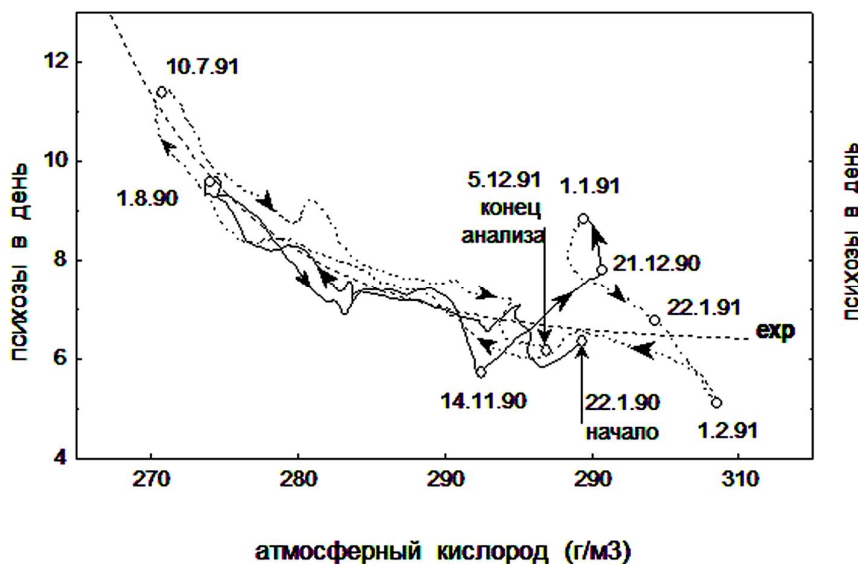 12
10
8
6
4
психозы в день
10.7.91
1.8.90
5.12.91
конец
анализа
1.1.91
21.12.90
22.1.91
exp
14.11.90
22.1.90
начало
1.2.91
270
280
290
290
310
атмосферный кислород (г/м3)
психозы в день